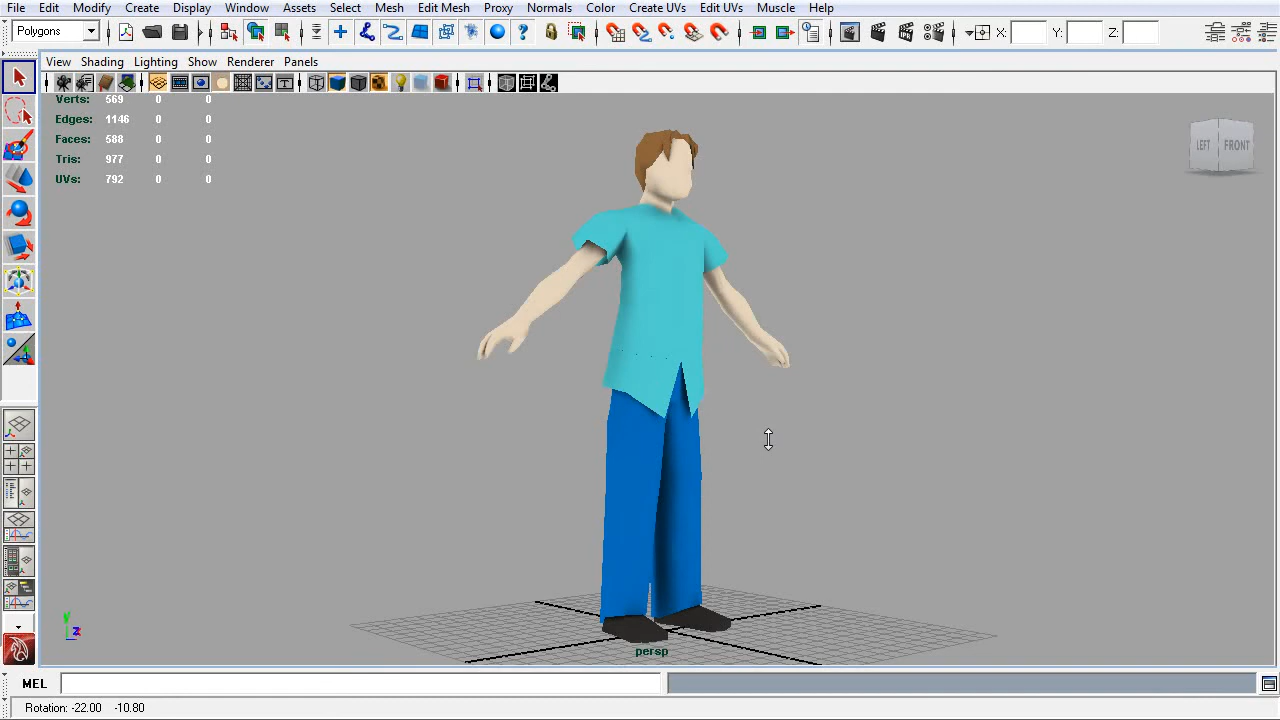 File Edit Modify Create Display Window Assets Select Mesh Edit Mesh Proxy Normals Color Create UVs Edit UVs Muscle Help
Polygons X: Y: Z:
View Shading Lighting Show Renderer Panels
Verts: 569 0 0
Edges: 1146 0 0
Faces: 588 0 0
Tris: 977 0 0
UVs: 792 0 0
LEFT FRONT
Y
Z
persp
MEL
Rotation: -22.00 -10.80